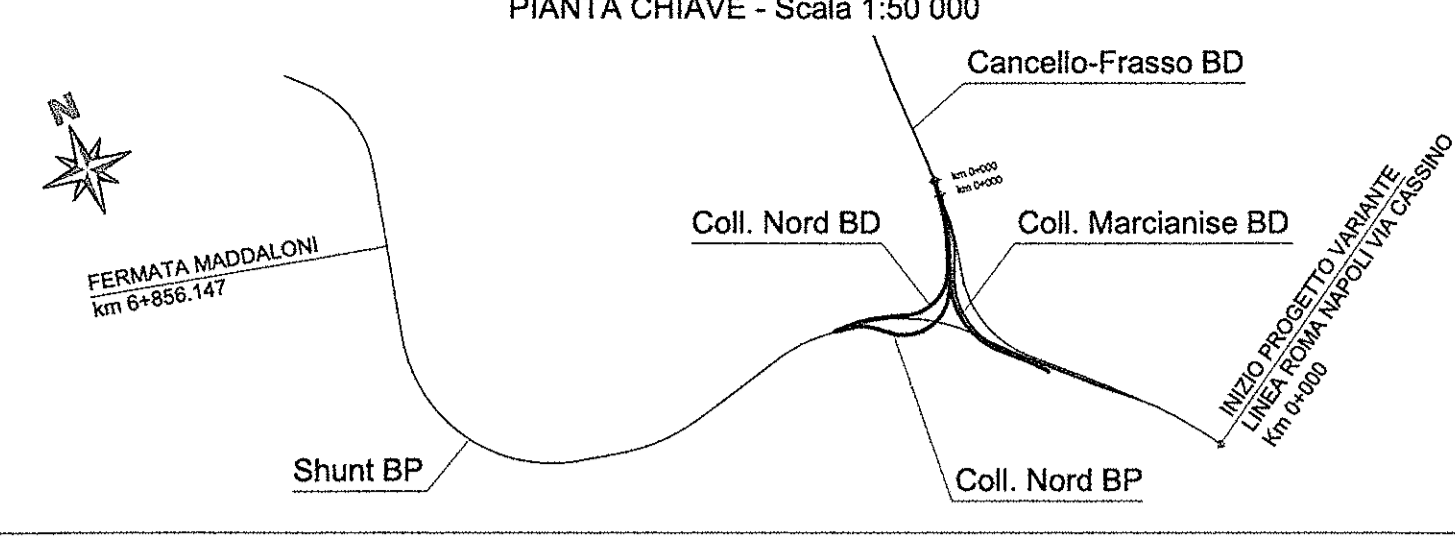 PIANTA CHIAVE - Scala 1:50 000
Cancello-Frasso BD
N
km 0+000
km 0+000
Coll. Nord BD
Coll. Marcianise BD
FERMATA MADDALONI
km 6+856.147
INIZIO PROGETTO VARIANTE
LINEA ROMA NAPOLI VIA CASSINO
Km 0+000
Shunt BP
Coll. Nord BP